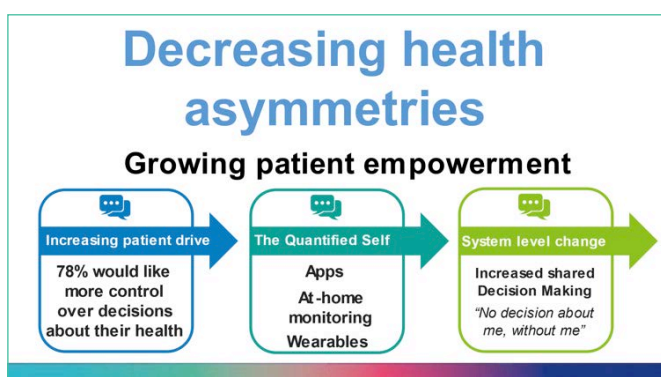 Decreasing health
asymmetries
Growing patient empowerment
Increasing patient drive
78% would like
more control
over decisions
about their health
The Quantified Self
Apps
At-home
monitoring
Wearables
System level change
Increased shared
Decision Making
“No decision about
me, without me”